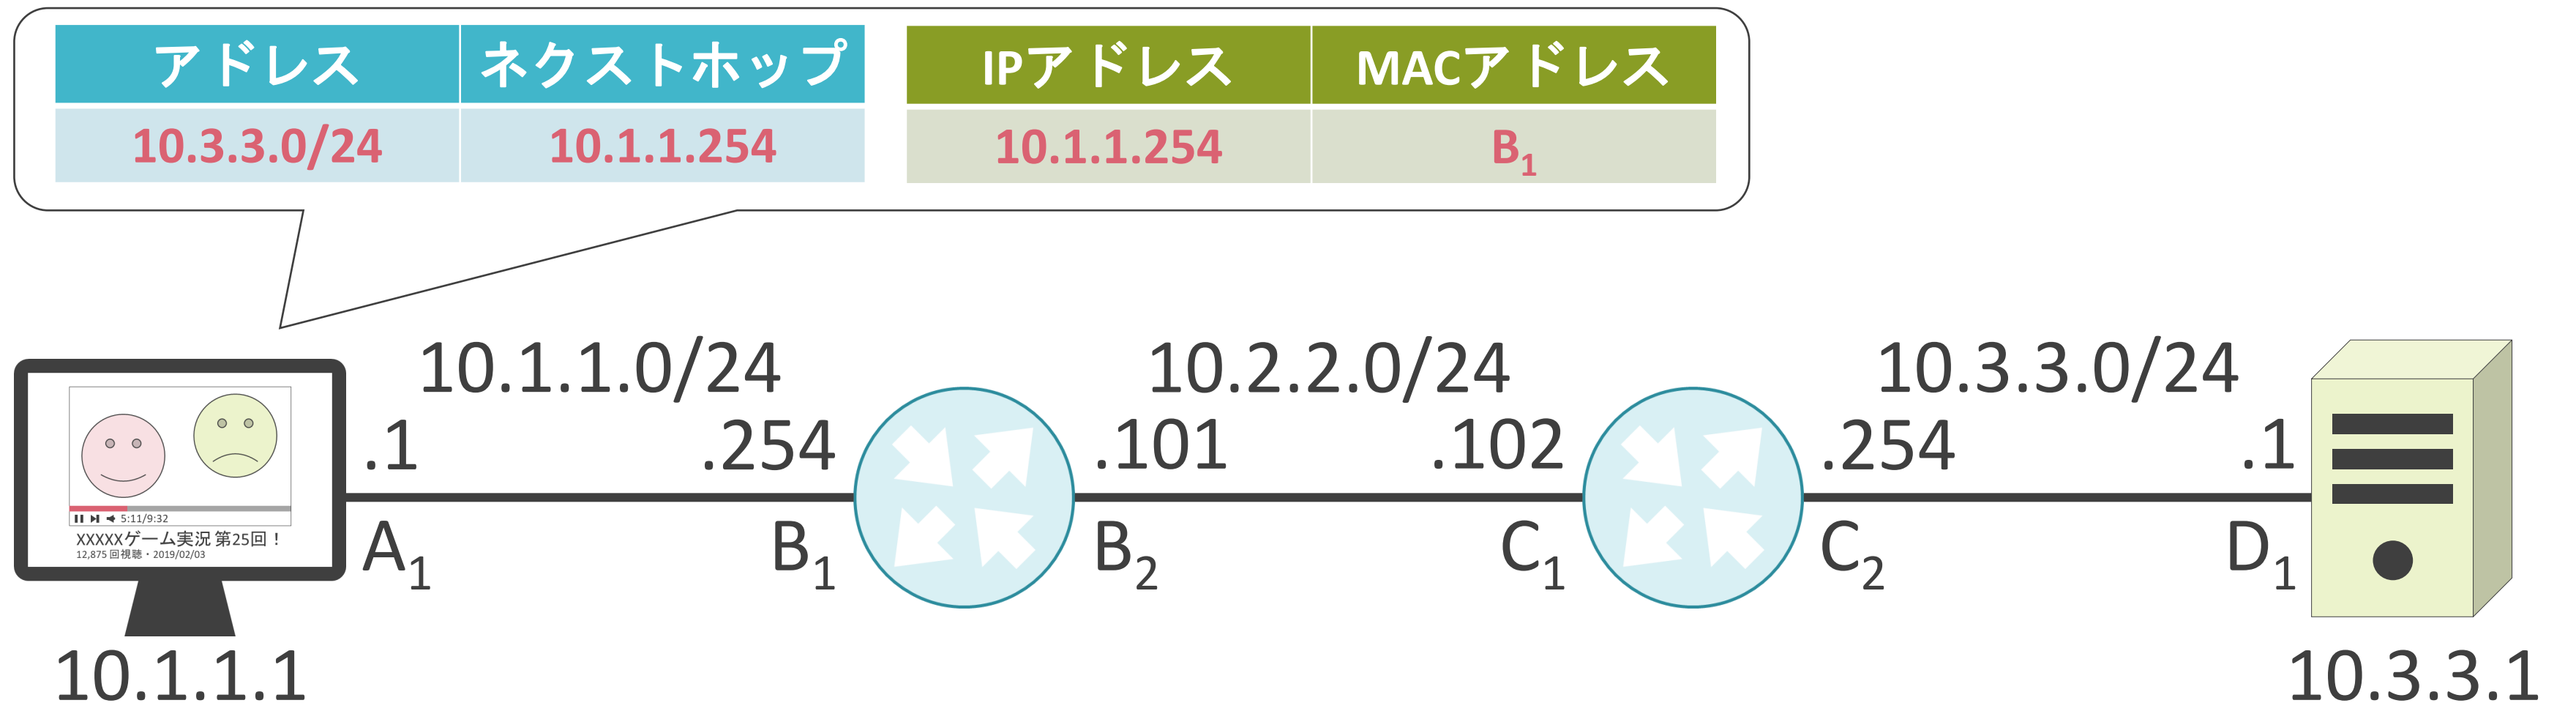 アドレス ネクストホップ IPアドレス MACアドレス
10.3.3.0/24 10.1.1.254 10.1.1.254 B₁
10.1.1.0/24 10.2.2.0/24 10.3.3.0/24
.1 .254 .101 .102 .254 .1
A₁ B₁ B₂ C₁ C₂ D₁
5:11/9:32
XXXXXゲーム実況 第25回！
12,875 回視聴・2019/02/03
10.1.1.1 10.3.3.1